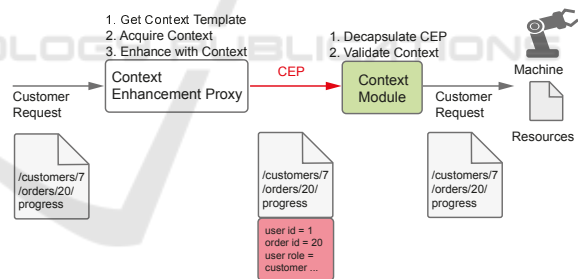 1. Get Context Template
2. Acquire Context
3. Enhance with Context
1. Decapsulate CEP
2. Validate Context
Customer
Request
Context
Enhancement Proxy
CEP
Context
Module
Customer
Request
Machine
Resources
/customers/7
/orders/20/
progress
/customers/7
/orders/20/
progress
user id = 1
order id = 20
user role =
customer ...
/customers/7
/orders/20/
progress